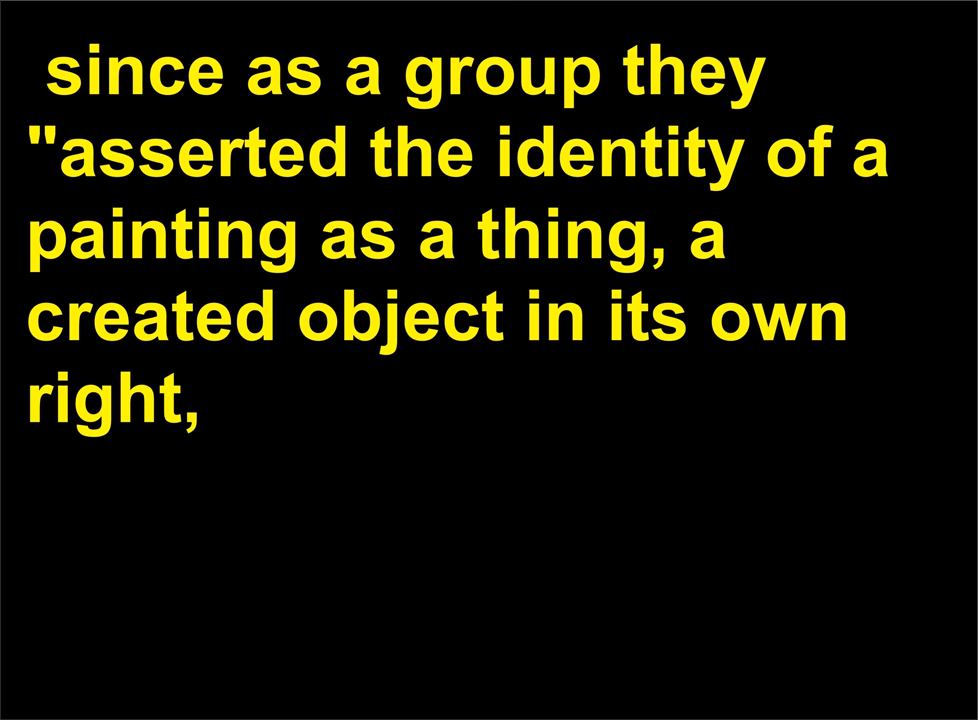 since as a group they
"asserted the identity of a
painting as a thing, a
created object in its own
right,